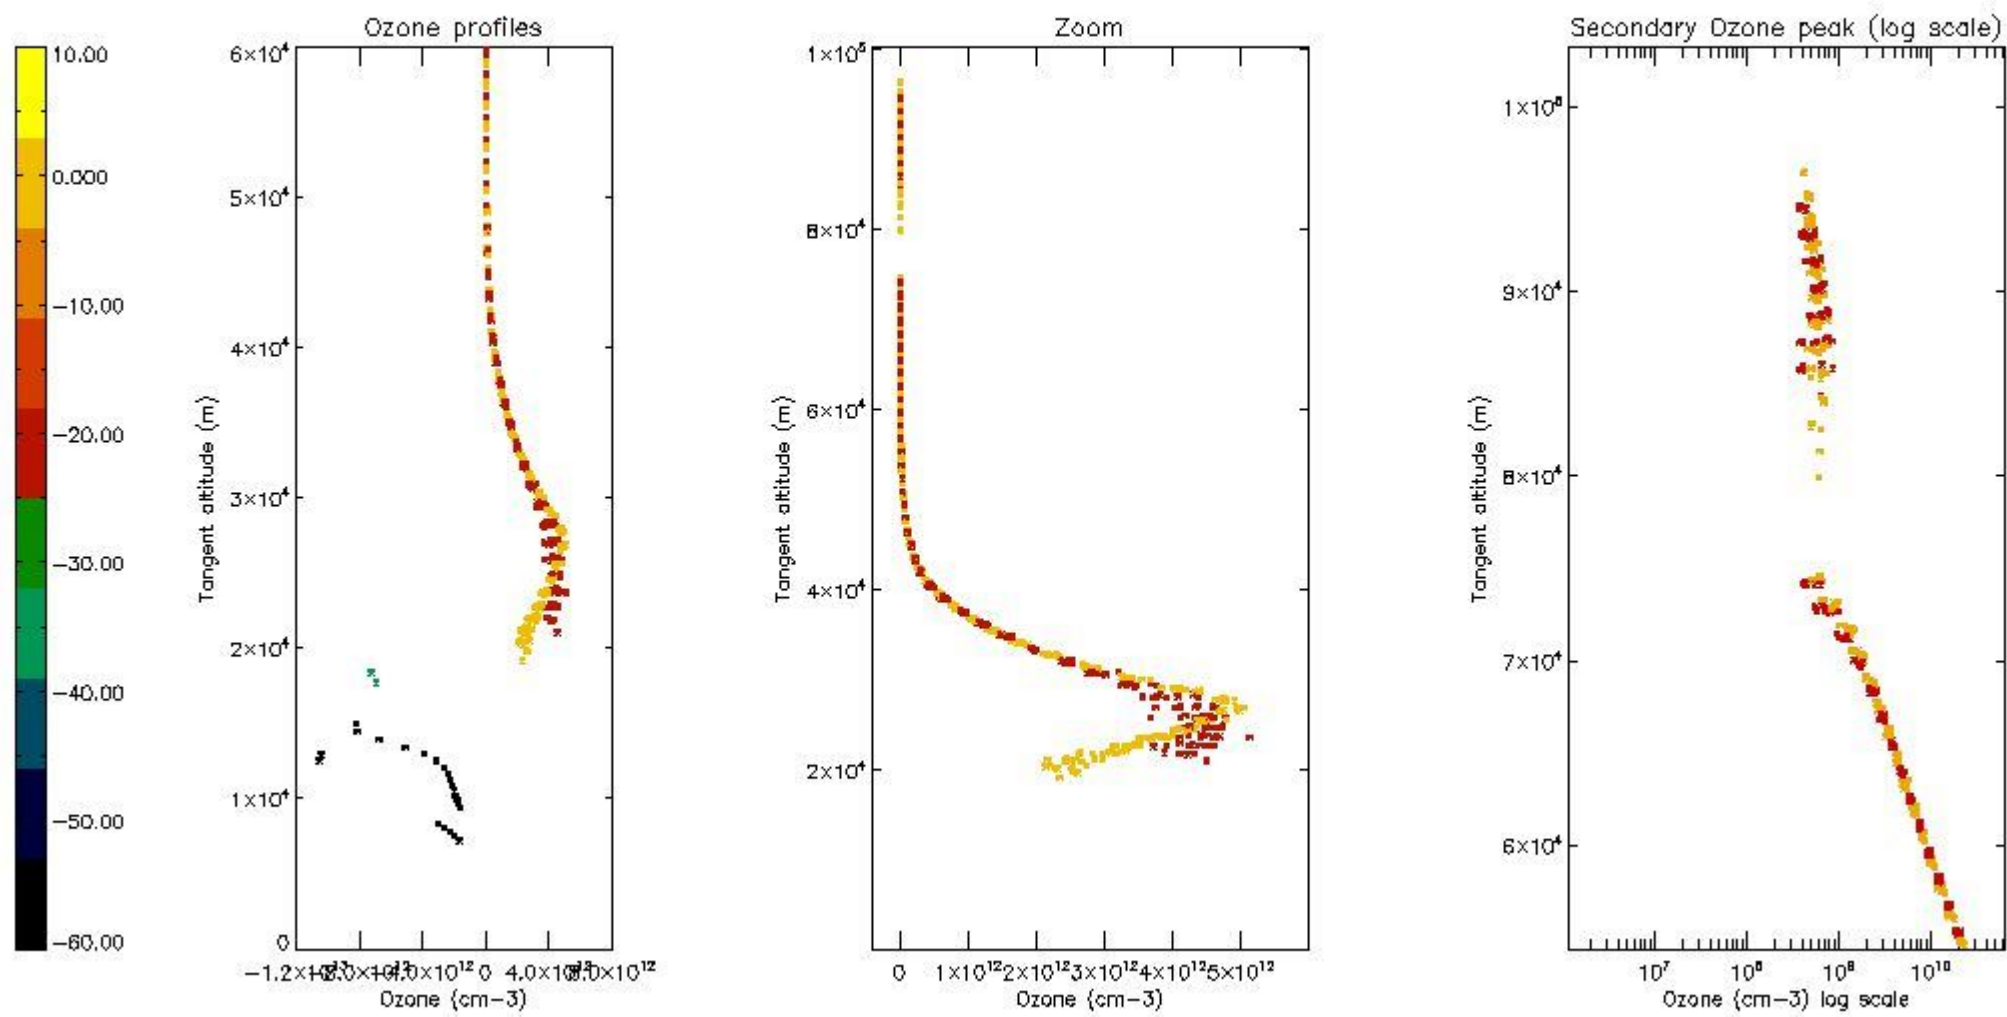 Ozone profiles
Zoom
Secondary Ozone peak (log scale)
10.00
0.000
−10.00
−20.00
−30.00
−40.00
−50.00
−60.00
6×10⁴
5×10⁴
4×10⁴
3×10⁴
2×10⁴
1×10⁴
0
Tangent altitude (m)
0 4.0×10¹² 8.0×10¹²
Ozone (cm−3)
1×10⁵
8×10⁴
6×10⁴
4×10⁴
2×10⁴
Tangent altitude (m)
0 1×10¹² 2×10¹² 3×10¹² 4×10¹² 5×10¹²
Ozone (cm−3)
9×10⁴
8×10⁴
7×10⁴
6×10⁴
Tangent altitude (m)
10⁷ 10⁸ 10⁹ 10¹⁰
Ozone (cm−3) log scale